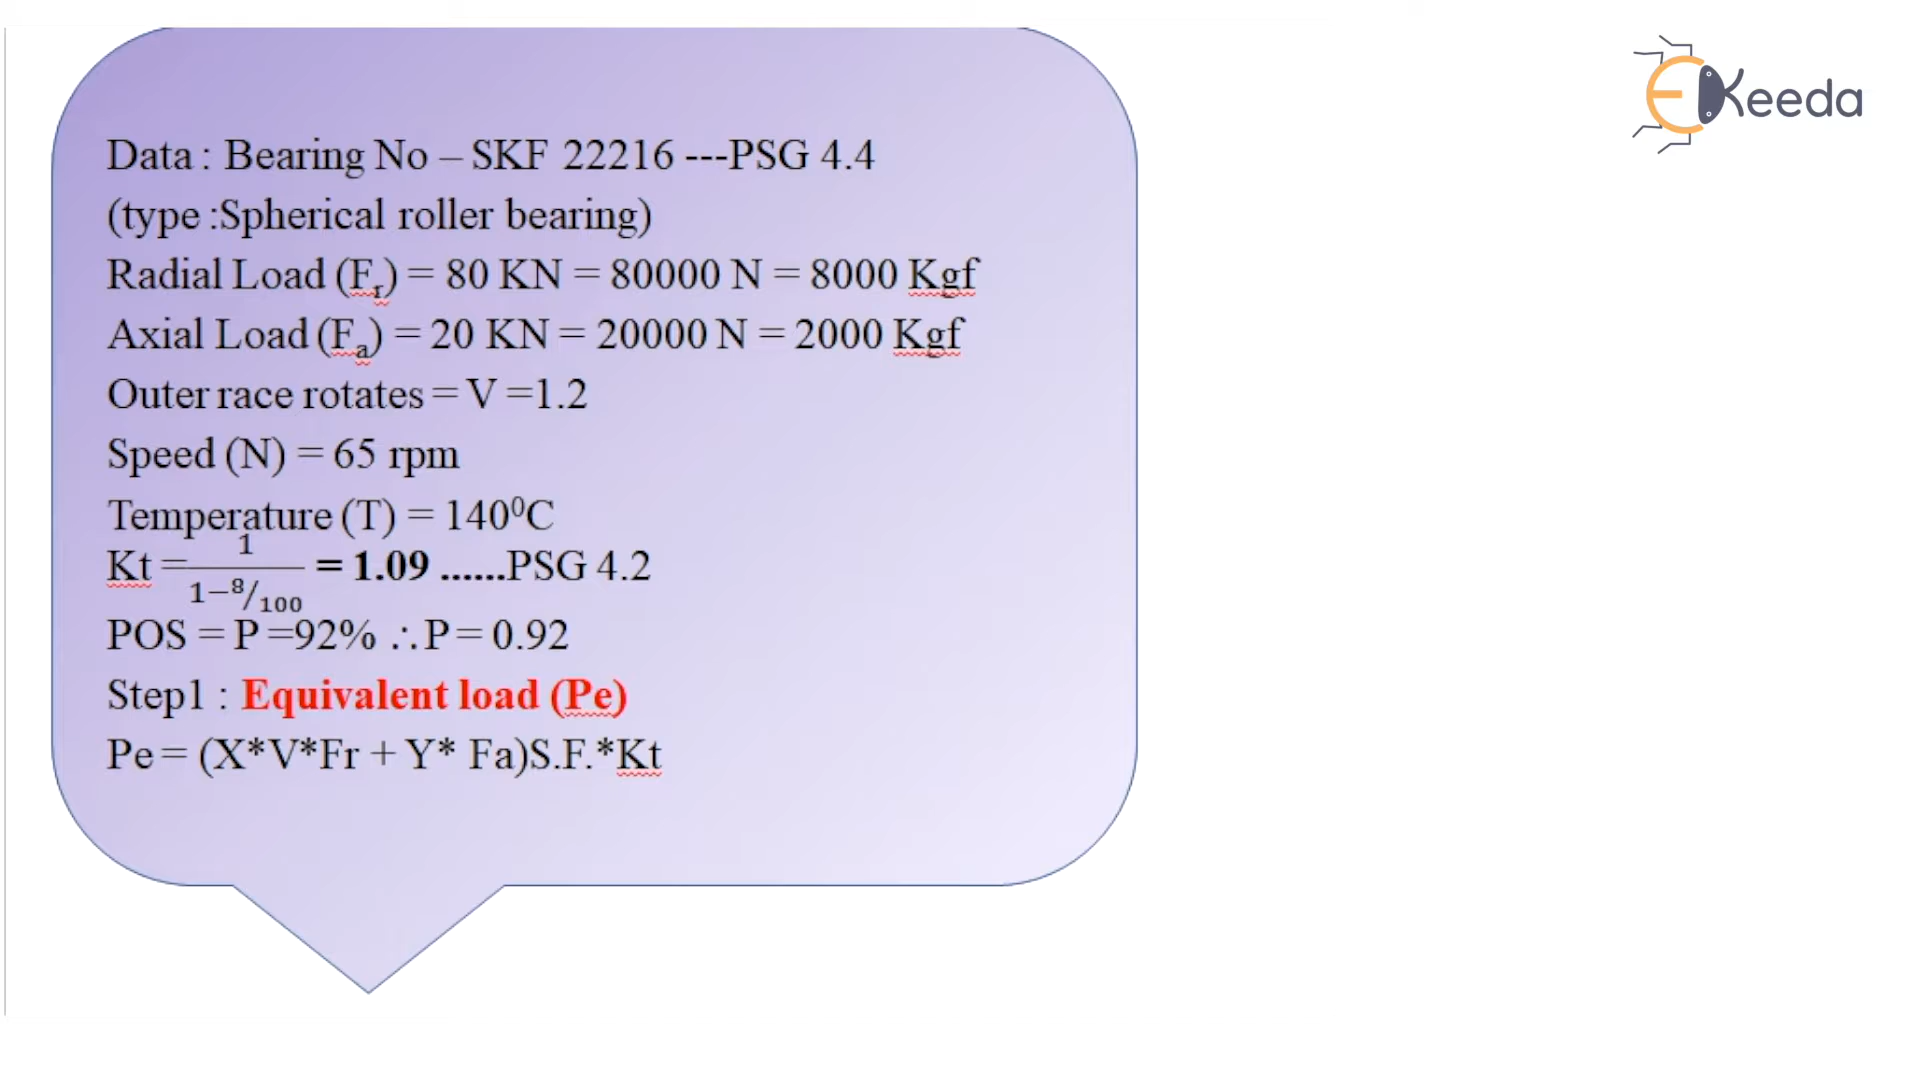 Data : Bearing No – SKF 22216 ---PSG 4.4
(type :Spherical roller bearing)
Radial Load (Fr) = 80 KN = 80000 N = 8000 Kgf
Axial Load (Fa) = 20 KN = 20000 N = 2000 Kgf
Outer race rotates = V =1.2
Speed (N) = 65 rpm
Temperature (T) = 140⁰C
Kt = 1/(1−8/100) = 1.09 ......PSG 4.2
POS = P =92% ∴P = 0.92
Step1 : Equivalent load (Pe)
Pe = (X*V*Fr + Y* Fa)S.F.*Kt
EKeeda